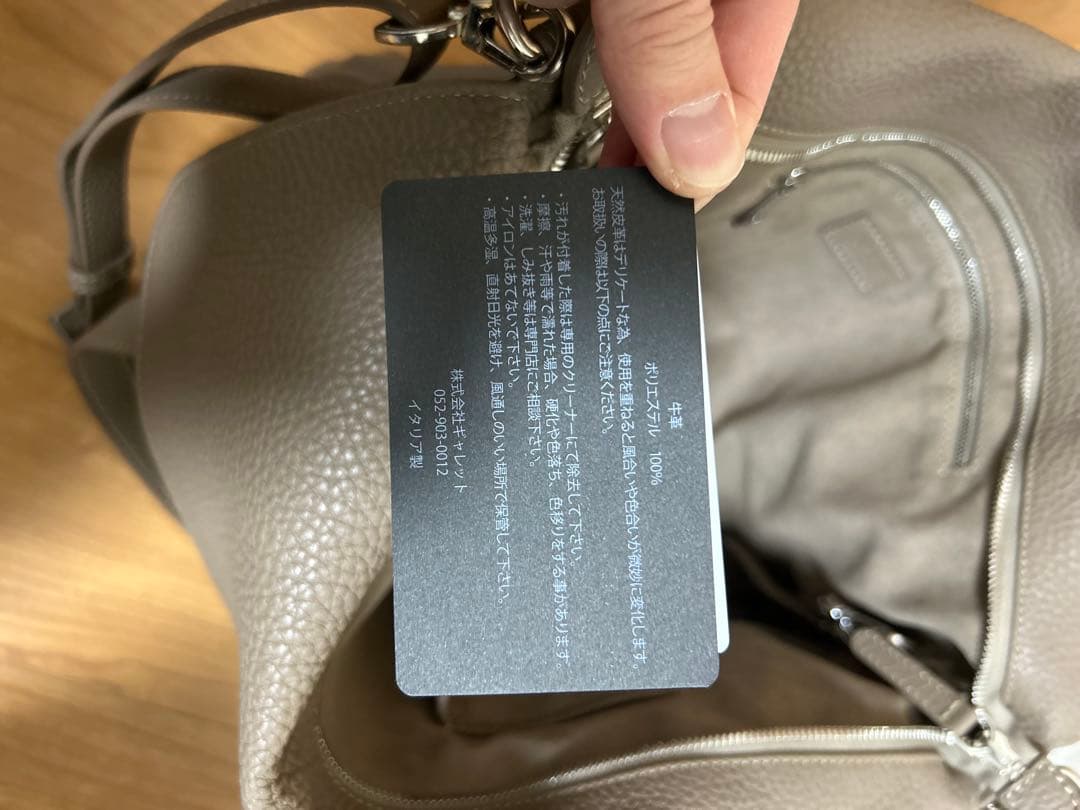 牛革
ポリエステル 100%
天然皮革はデリケートな為、使用を重ねると風合いや色合いが微妙に変化します。
お取扱いの際は以下の点にご注意ください。
・汚れが付着した際は専用のクリーナーにて除去して下さい。
・摩擦、汗や雨等で濡れた場合、硬化や色落ち、色移りをする事があります。
・洗濯、しみ抜き等は専門店にご相談下さい。
・アイロンはあてないで下さい。
・高温多湿、直射日光を避け、風通しのいい場所で保管して下さい。
株式会社ギャレット
052-903-0012
イタリア製